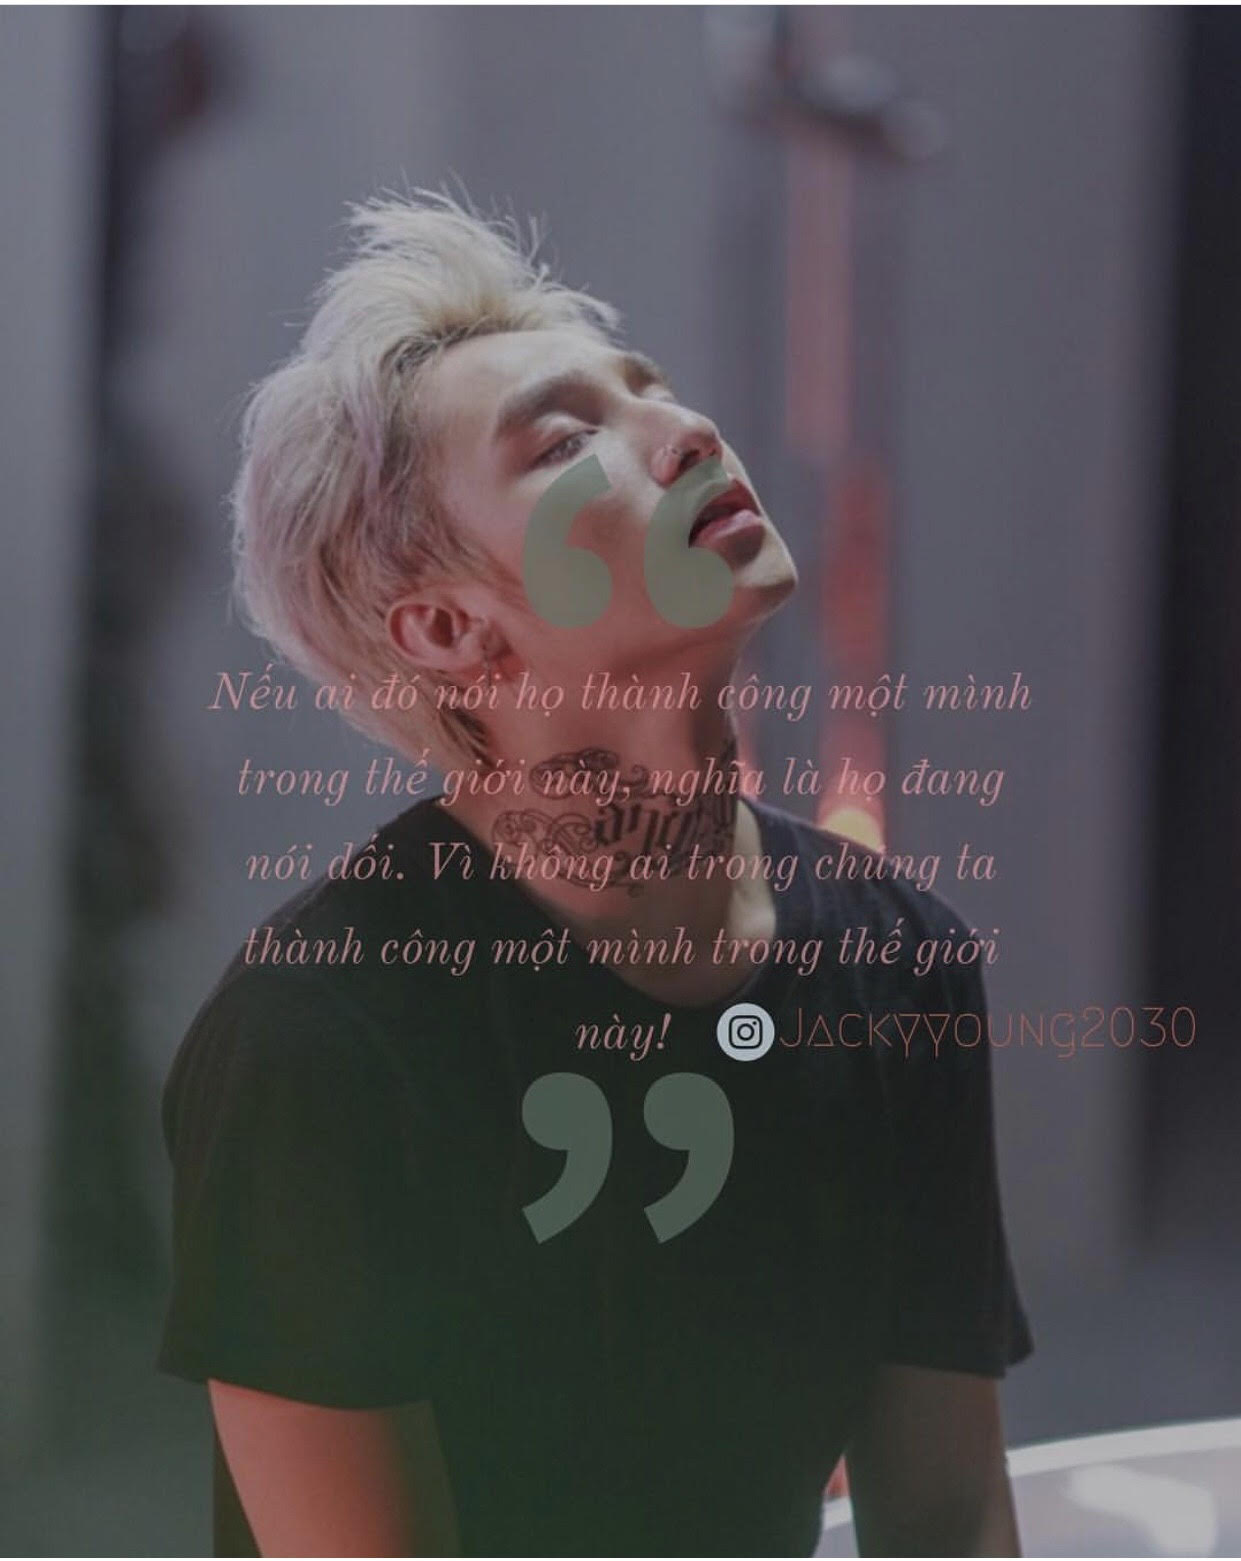 “
Nếu ai đó nói họ thành công một mình
trong thế giới này, nghĩa là họ đang
nói dối. Vì không ai trong chúng ta
thành công một mình trong thế giới
này!
Jackyyoung2030
”